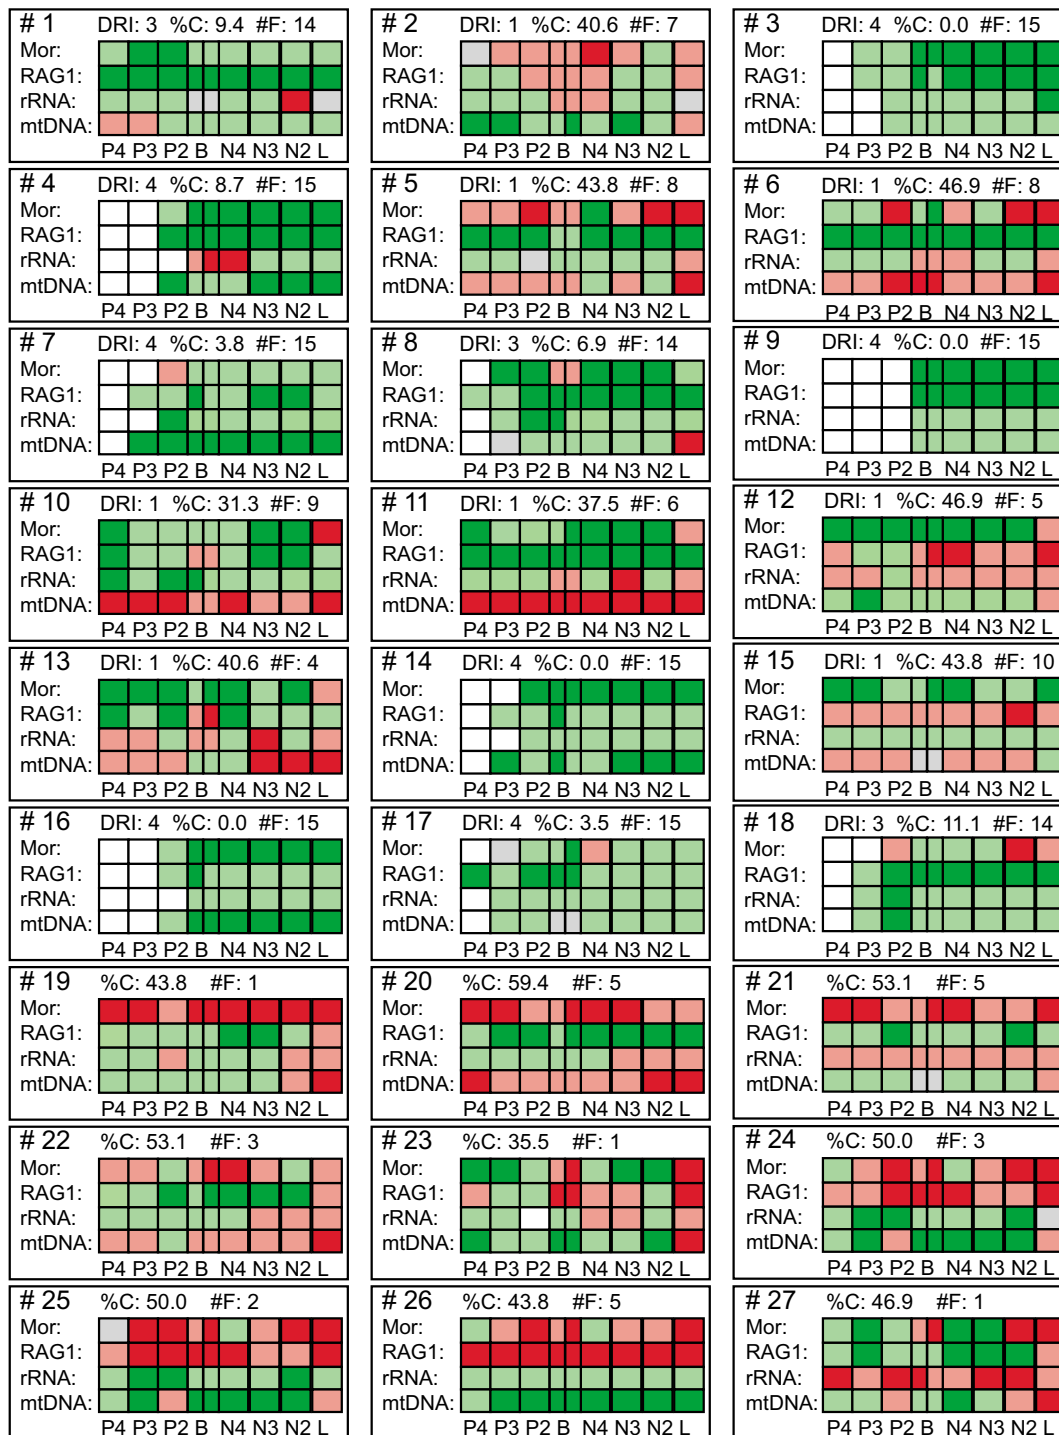 # 1 DRI: 3 %C: 9.4 #F: 14
Mor:
RAG1:
rRNA:
mtDNA:
P4 P3 P2 B N4 N3 N2 L
# 2 DRI: 1 %C: 40.6 #F: 7
Mor:
RAG1:
rRNA:
mtDNA:
P4 P3 P2 B N4 N3 N2 L
# 3 DRI: 4 %C: 0.0 #F: 15
Mor:
RAG1:
rRNA:
mtDNA:
P4 P3 P2 B N4 N3 N2 L
# 4 DRI: 4 %C: 8.7 #F: 15
Mor:
RAG1:
rRNA:
mtDNA:
P4 P3 P2 B N4 N3 N2 L
# 5 DRI: 1 %C: 43.8 #F: 8
Mor:
RAG1:
rRNA:
mtDNA:
P4 P3 P2 B N4 N3 N2 L
# 6 DRI: 1 %C: 46.9 #F: 8
Mor:
RAG1:
rRNA:
mtDNA:
P4 P3 P2 B N4 N3 N2 L
# 7 DRI: 4 %C: 3.8 #F: 15
Mor:
RAG1:
rRNA:
mtDNA:
P4 P3 P2 B N4 N3 N2 L
# 8 DRI: 3 %C: 6.9 #F: 14
Mor:
RAG1:
rRNA:
mtDNA:
P4 P3 P2 B N4 N3 N2 L
# 9 DRI: 4 %C: 0.0 #F: 15
Mor:
RAG1:
rRNA:
mtDNA:
P4 P3 P2 B N4 N3 N2 L
# 10 DRI: 1 %C: 31.3 #F: 9
Mor:
RAG1:
rRNA:
mtDNA:
P4 P3 P2 B N4 N3 N2 L
# 11 DRI: 1 %C: 37.5 #F: 6
Mor:
RAG1:
rRNA:
mtDNA:
P4 P3 P2 B N4 N3 N2 L
# 12 DRI: 1 %C: 46.9 #F: 5
Mor:
RAG1:
rRNA:
mtDNA:
P4 P3 P2 B N4 N3 N2 L
# 13 DRI: 1 %C: 40.6 #F: 4
Mor:
RAG1:
rRNA:
mtDNA:
P4 P3 P2 B N4 N3 N2 L
# 14 DRI: 4 %C: 0.0 #F: 15
Mor:
RAG1:
rRNA:
mtDNA:
P4 P3 P2 B N4 N3 N2 L
# 15 DRI: 1 %C: 43.8 #F: 10
Mor:
RAG1:
rRNA:
mtDNA:
P4 P3 P2 B N4 N3 N2 L
# 16 DRI: 4 %C: 0.0 #F: 15
Mor:
RAG1:
rRNA:
mtDNA:
P4 P3 P2 B N4 N3 N2 L
# 17 DRI: 4 %C: 3.5 #F: 15
Mor:
RAG1:
rRNA:
mtDNA:
P4 P3 P2 B N4 N3 N2 L
# 18 DRI: 3 %C: 11.1 #F: 14
Mor:
RAG1:
rRNA:
mtDNA:
P4 P3 P2 B N4 N3 N2 L
# 19 %C: 43.8 #F: 1
Mor:
RAG1:
rRNA:
mtDNA:
P4 P3 P2 B N4 N3 N2 L
# 20 %C: 59.4 #F: 5
Mor:
RAG1:
rRNA:
mtDNA:
P4 P3 P2 B N4 N3 N2 L
# 21 %C: 53.1 #F: 5
Mor:
RAG1:
rRNA:
mtDNA:
P4 P3 P2 B N4 N3 N2 L
# 22 %C: 53.1 #F: 3
Mor:
RAG1:
rRNA:
mtDNA:
P4 P3 P2 B N4 N3 N2 L
# 23 %C: 35.5 #F: 1
Mor:
RAG1:
rRNA:
mtDNA:
P4 P3 P2 B N4 N3 N2 L
# 24 %C: 50.0 #F: 3
Mor:
RAG1:
rRNA:
mtDNA:
P4 P3 P2 B N4 N3 N2 L
# 25 %C: 50.0 #F: 2
Mor:
RAG1:
rRNA:
mtDNA:
P4 P3 P2 B N4 N3 N2 L
# 26 %C: 43.8 #F: 5
Mor:
RAG1:
rRNA:
mtDNA:
P4 P3 P2 B N4 N3 N2 L
# 27 %C: 46.9 #F: 1
Mor:
RAG1:
rRNA:
mtDNA:
P4 P3 P2 B N4 N3 N2 L